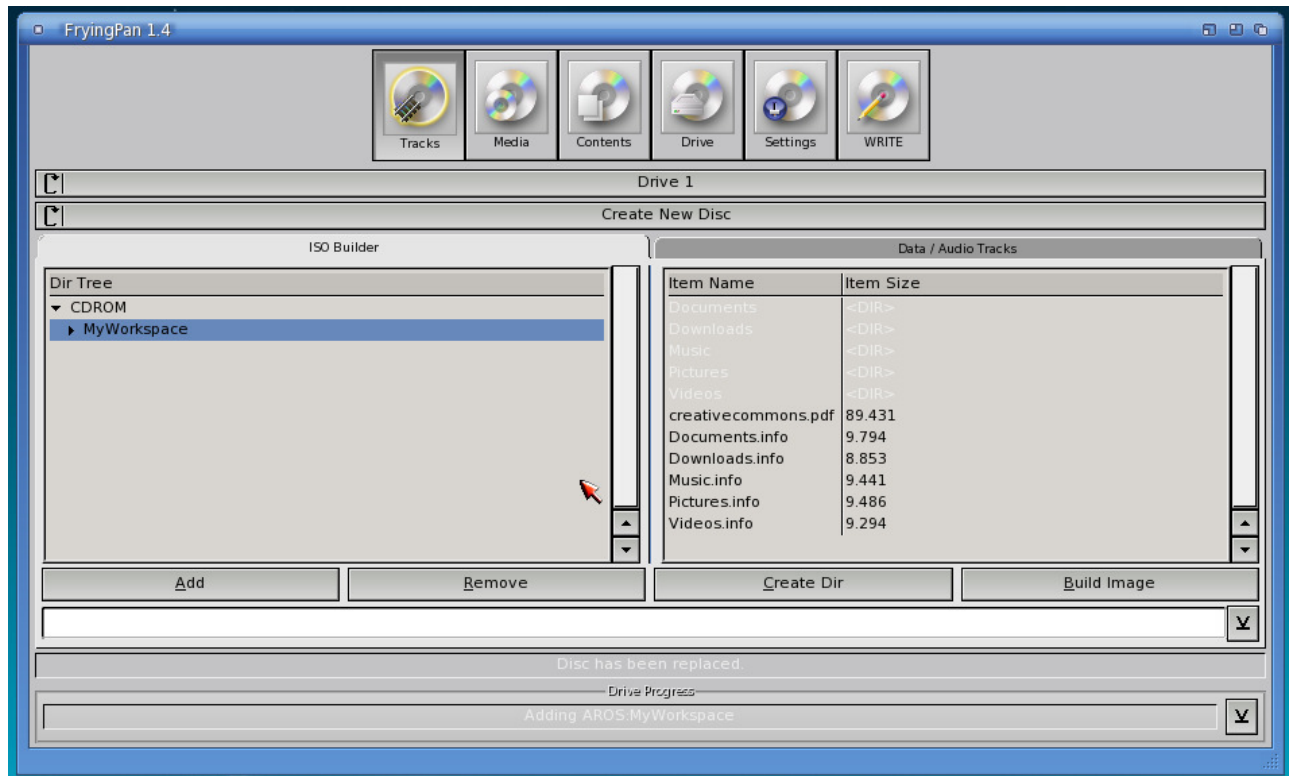 FryingPan 1.4
Tracks Media Contents Drive Settings WRITE
Drive 1
Create New Disc
ISO Builder Data / Audio Tracks
Dir Tree
CDROM
MyWorkspace
Item Name Item Size
Documents <DIR>
Downloads <DIR>
Music <DIR>
Pictures <DIR>
Videos <DIR>
creativecommons.pdf 89.431
Documents.info 9.794
Downloads.info 8.853
Music.info 9.441
Pictures.info 9.486
Videos.info 9.294
Add Remove Create Dir Build Image
Disc has been replaced.
Drive Progress
Adding AROS:MyWorkspace